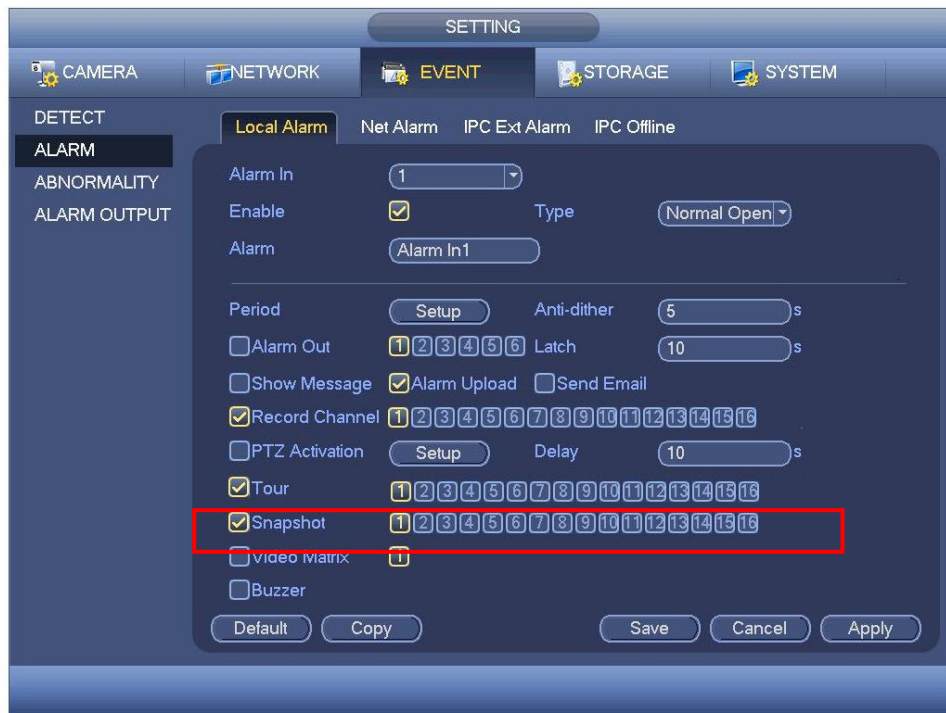 SETTING
CAMERA NETWORK EVENT STORAGE SYSTEM
DETECT
ALARM
ABNORMALITY
ALARM OUTPUT
Local Alarm Net Alarm IPC Ext Alarm IPC Offline
Alarm In 1
Enable Type Normal Open
Alarm Alarm In1
Period Setup Anti-dither 5 s
Alarm Out 1 2 3 4 5 6 Latch 10 s
Show Message Alarm Upload Send Email
Record Channel 1 2 3 4 5 6 7 8 9 10 11 12 13 14 15 16
PTZ Activation Setup Delay 10 s
Tour 1 2 3 4 5 6 7 8 9 10 11 12 13 14 15 16
Snapshot 1 2 3 4 5 6 7 8 9 10 11 12 13 14 15 16
Video Matrix 1
Buzzer
Default Copy Save Cancel Apply